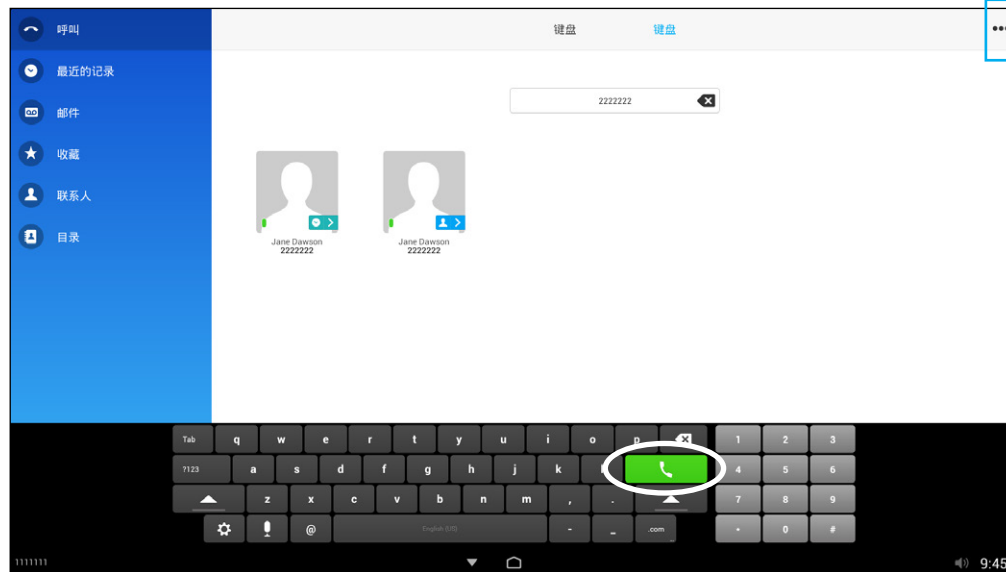 呼叫
最近的记录
邮件
收藏
联系人
目录
键盘 键盘
2222222
Jane Dawson
2222222
Jane Dawson
2222222
Tab q w e r t y u i o p 1 2 3
?123 a s d f g h j k 4 5 6
z x c v b n m , . 7 8 9
@ English (US) - _ .com * 0 #
1111111 9:45